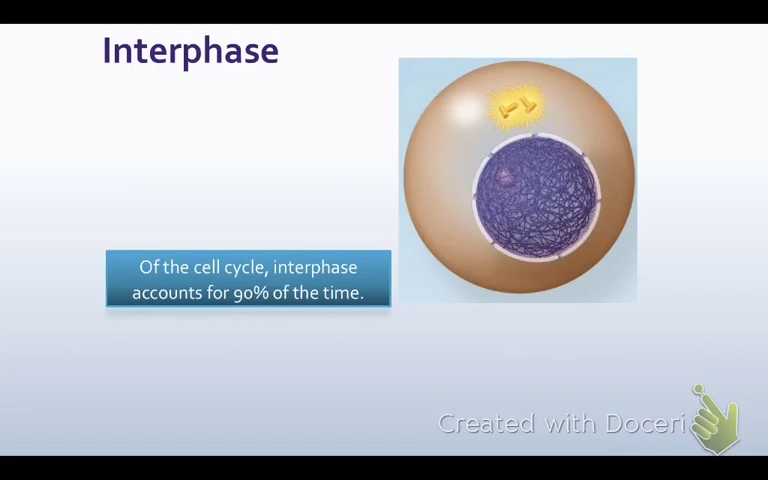 Interphase
Of the cell cycle, interphase
accounts for 90% of the time.
Created with Doceri